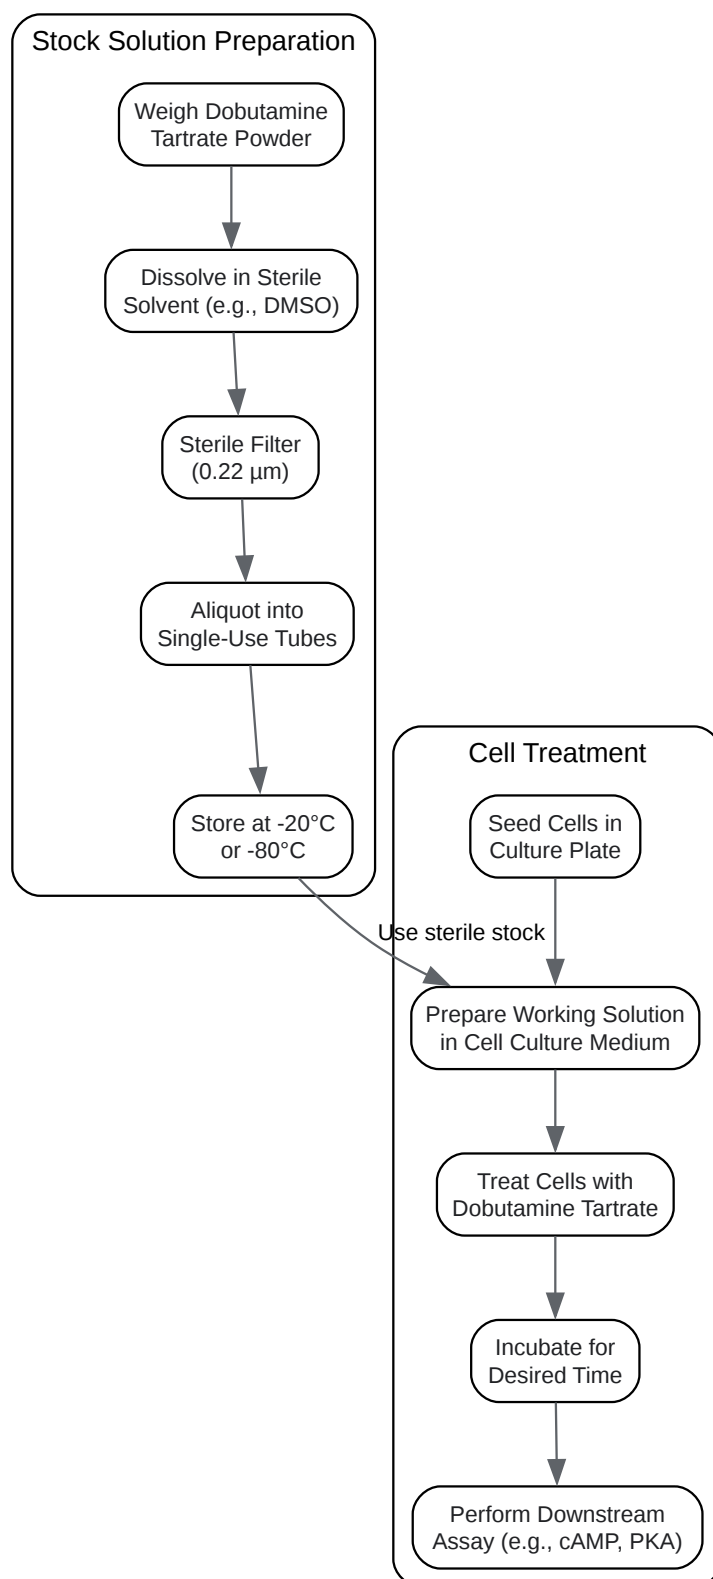 Stock Solution Preparation
Weigh Dobutamine
Tartrate Powder
Dissolve in Sterile
Solvent (e.g., DMSO)
Sterile Filter
(0.22 µm)
Aliquot into
Single-Use Tubes
Store at -20°C
or -80°C
Cell Treatment
Seed Cells in
Culture Plate
Use sterile stock
Prepare Working Solution
in Cell Culture Medium
Treat Cells with
Dobutamine Tartrate
Incubate for
Desired Time
Perform Downstream
Assay (e.g., cAMP, PKA)